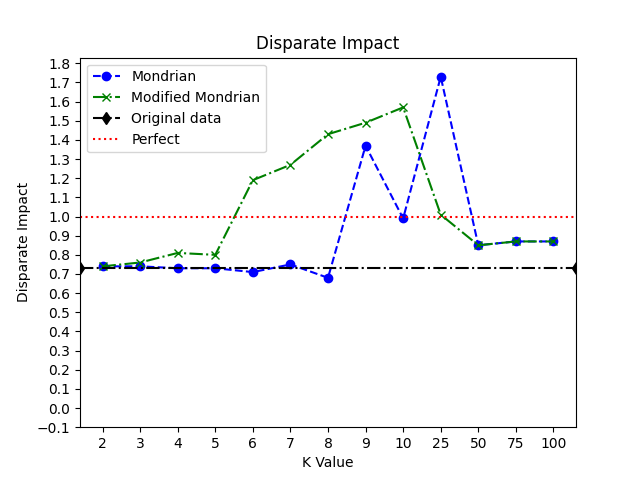 Disparate Impact
1.8
1.7
1.6
1.5
1.4
1.3
1.2
1.1
1.0
0.9
0.8
0.7
0.6
0.5
0.4
0.3
0.2
0.1
0.0
−0.1
Disparate Impact
Mondrian
Modified Mondrian
Original data
Perfect
2 3 4 5 6 7 8 9 10 25 50 75 100
K Value